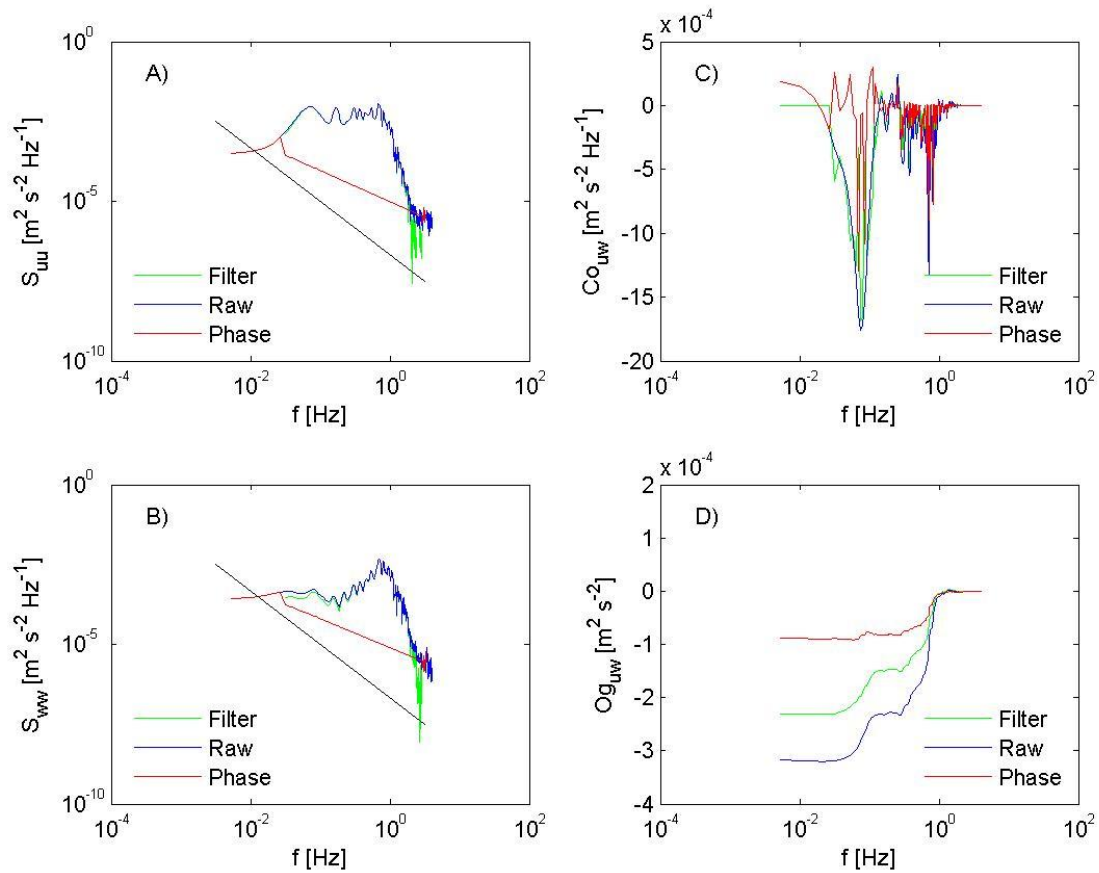 A)
10^0
10^-5
10^-10
S_uu [m^2 s^-2 Hz^-1]
Filter
Raw
Phase
10^-4 10^-2 10^0 10^2
f [Hz]
C)
x 10^-4
5
0
-5
-10
-15
-20
Co_uw [m^2 s^-2 Hz^-1]
Filter
Raw
Phase
10^-4 10^-2 10^0 10^2
f [Hz]
B)
10^0
10^-5
10^-10
S_ww [m^2 s^-2 Hz^-1]
Filter
Raw
Phase
10^-4 10^-2 10^0 10^2
f [Hz]
D)
x 10^-4
2
1
0
-1
-2
-3
-4
Og_uw [m^2 s^-2]
Filter
Raw
Phase
10^-4 10^-2 10^0 10^2
f [Hz]